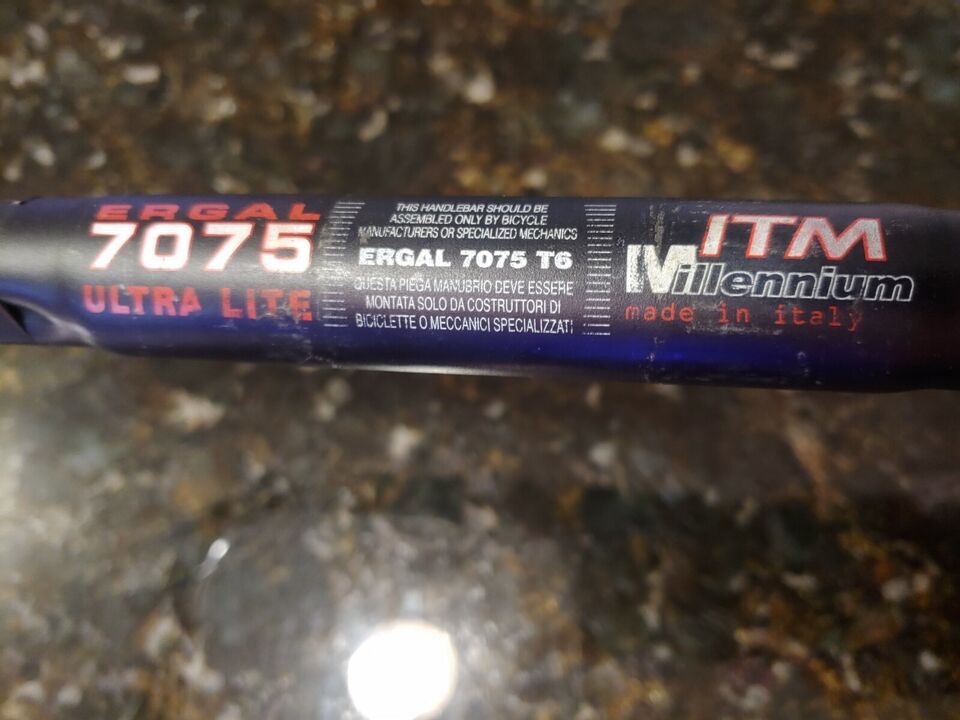 ERGAL
7075
ULTRA LITE
THIS HANDLEBAR SHOULD BE
ASSEMBLED ONLY BY BICYCLE
MANUFACTURERS OR SPECIALIZED MECHANICS
ERGAL 7075 T6
QUESTA PIEGA MANUBRIO DEVE ESSERE
MONTATA SOLO DA COSTRUTTORI DI
BICICLETTE O MECCANICI SPECIALIZZATI
ITM
Millennium
made in italy